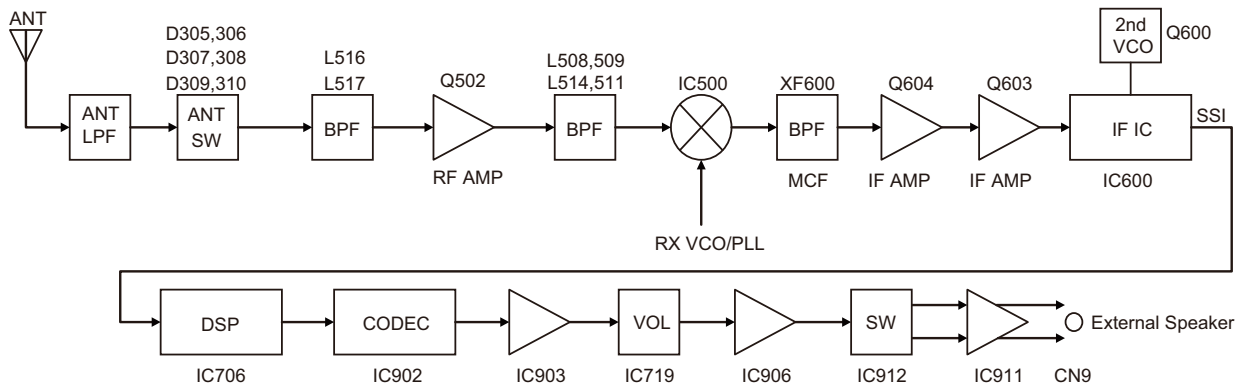 ANT
D305,306
D307,308
D309,310
L516
L517
Q502
L508,509
L514,511
IC500
XF600
Q604
Q603
2nd
VCO
Q600
ANT
LPF
ANT
SW
BPF
BPF
BPF
IF IC
SSI
RF AMP
MCF
IF AMP
IF AMP
IC600
RX VCO/PLL
DSP
CODEC
VOL
SW
External Speaker
IC706
IC902
IC903
IC719
IC906
IC912
IC911
CN9